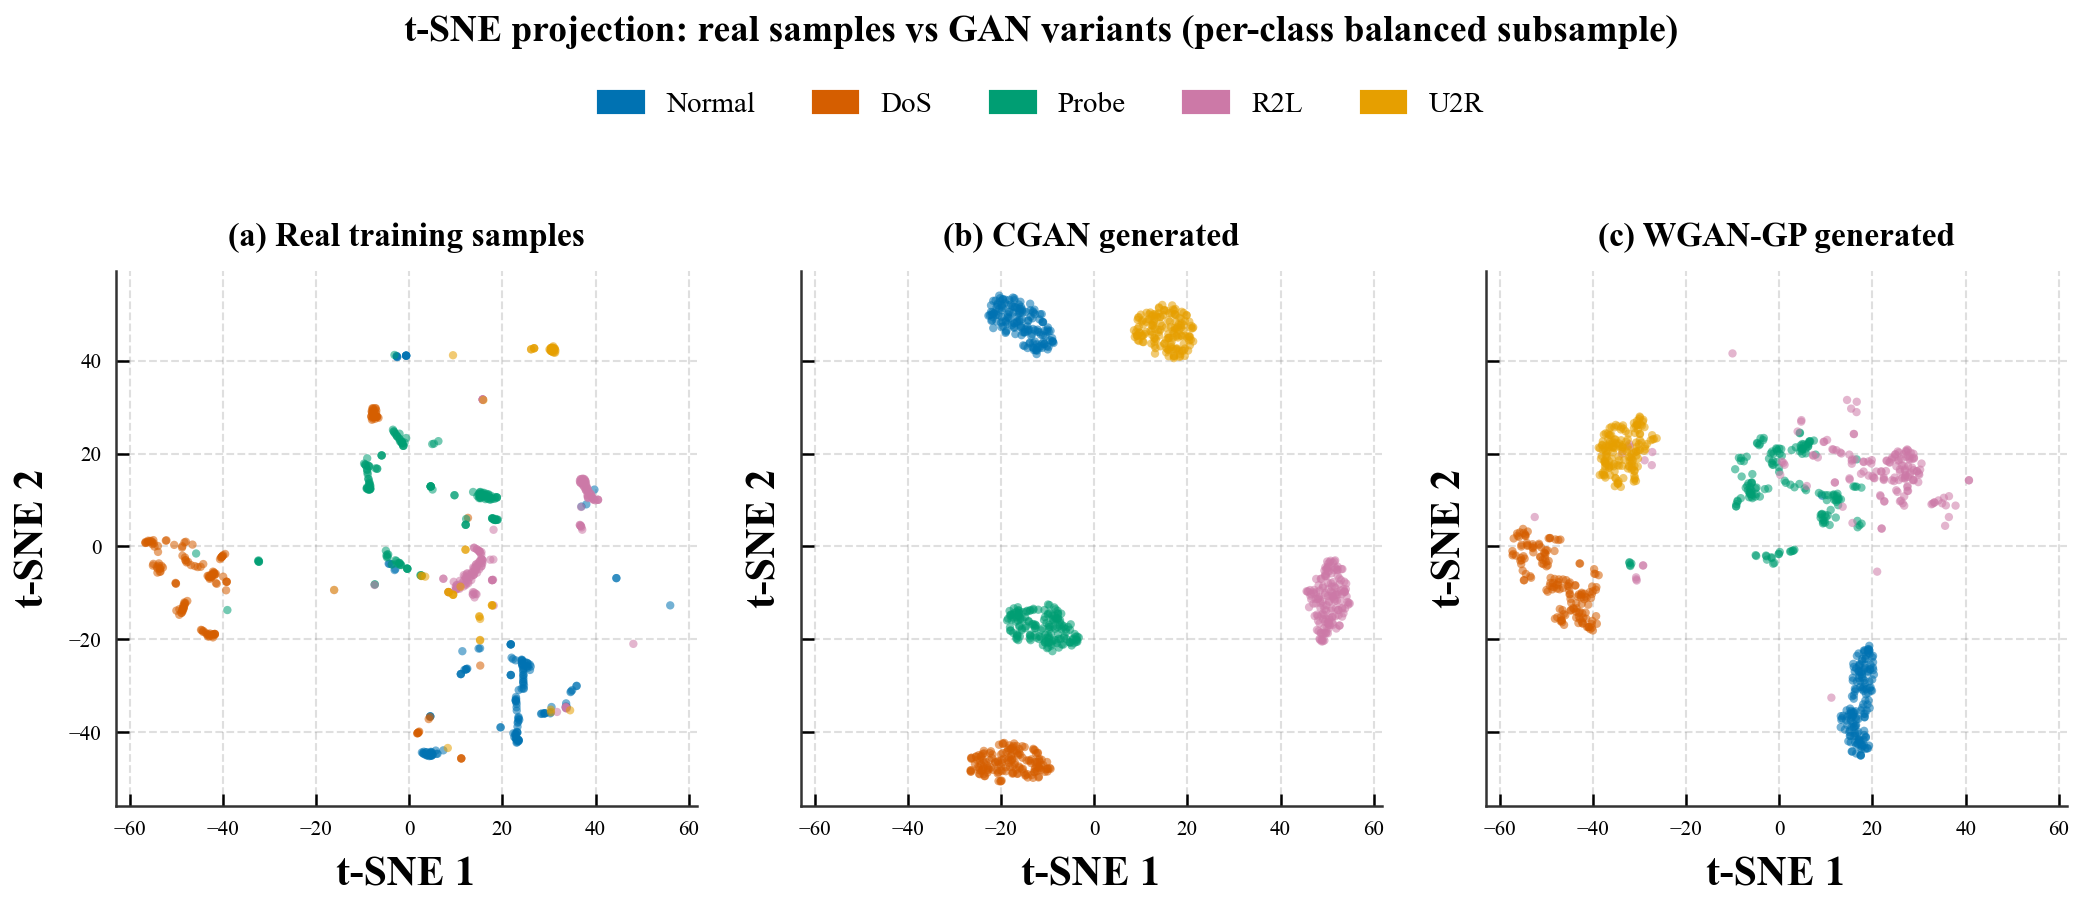 t-SNE projection: real samples vs GAN variants (per-class balanced subsample)
Normal DoS Probe R2L U2R
(a) Real training samples
(b) CGAN generated
(c) WGAN-GP generated
t-SNE 2
40
20
0
−20
−40
−60 −40 −20 0 20 40 60
t-SNE 1
t-SNE 2
−60 −40 −20 0 20 40 60
t-SNE 1
t-SNE 2
−60 −40 −20 0 20 40 60
t-SNE 1